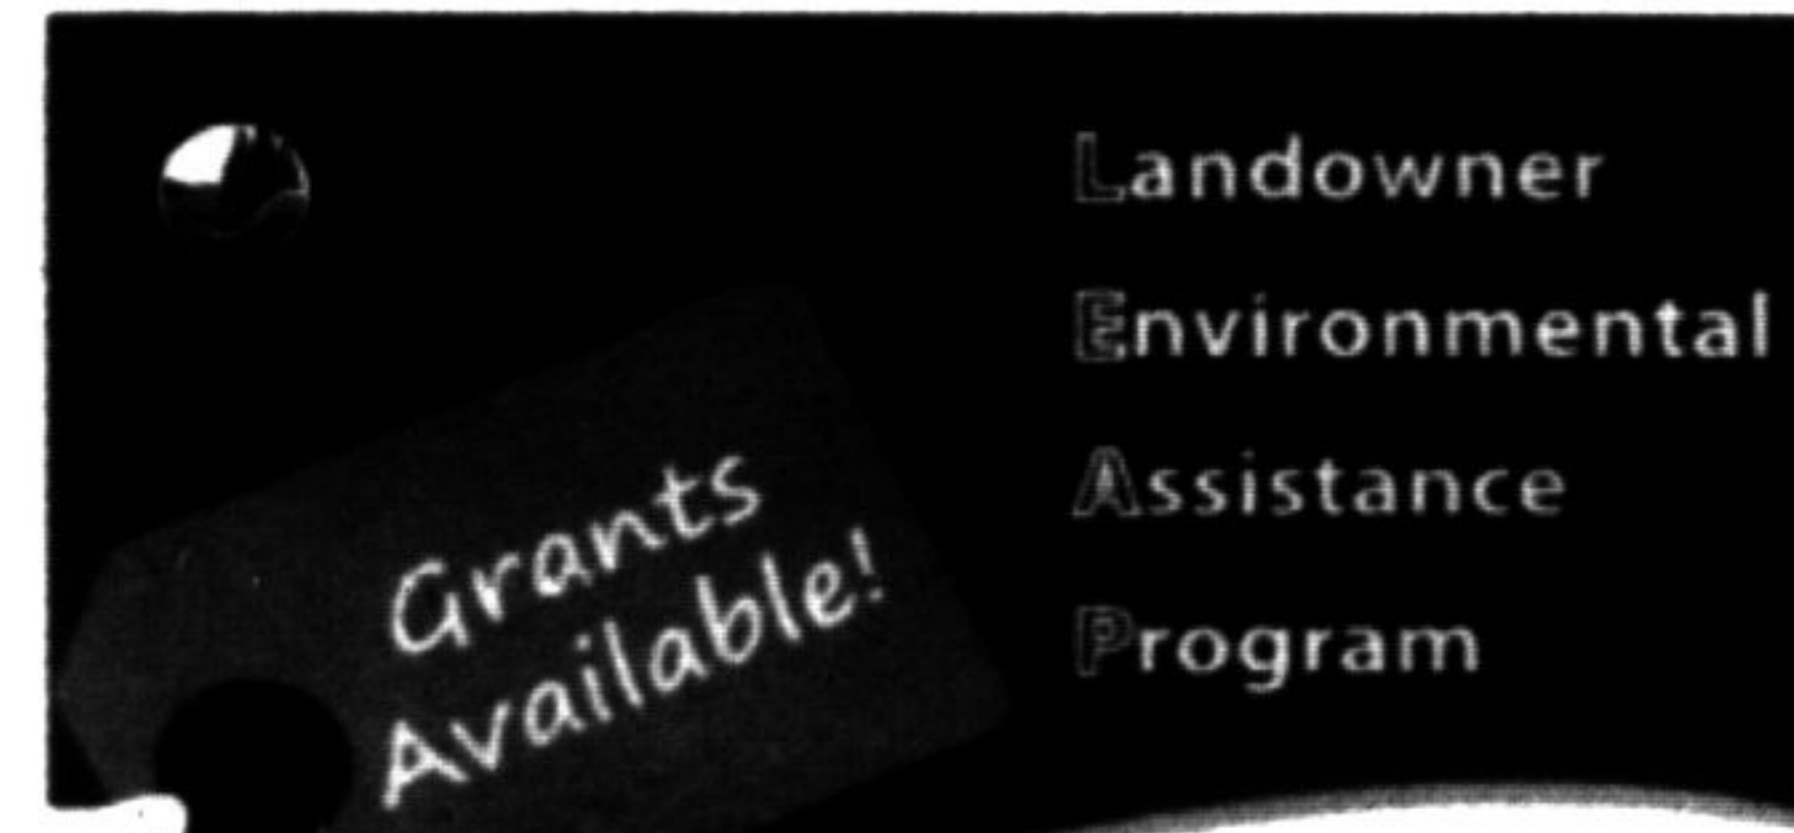 Landowner
Environmental
Assistance
Program
Grants
Available!